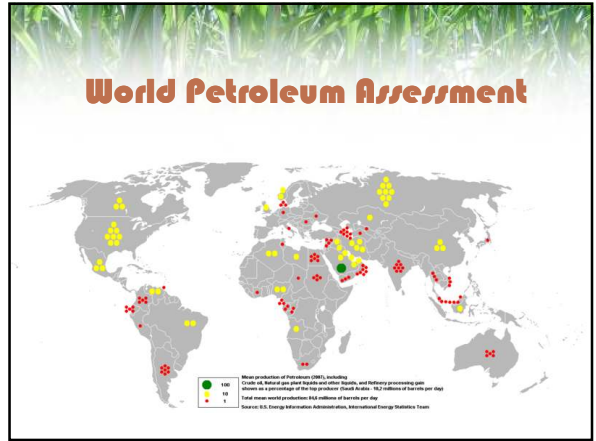 World Petroleum Assessment
Mean production of Petroleum (2007), including
Crude oil, Natural gas plant liquids and other liquids, and Refinery processing gain
shown as a percentage of the top producer (Saudi Arabia - 10,2 millions of barrels per day)
100
10
1
Total mean world production: 84,6 millions of barrels per day
Source: U.S. Energy Information Administration, International Energy Statistics Team